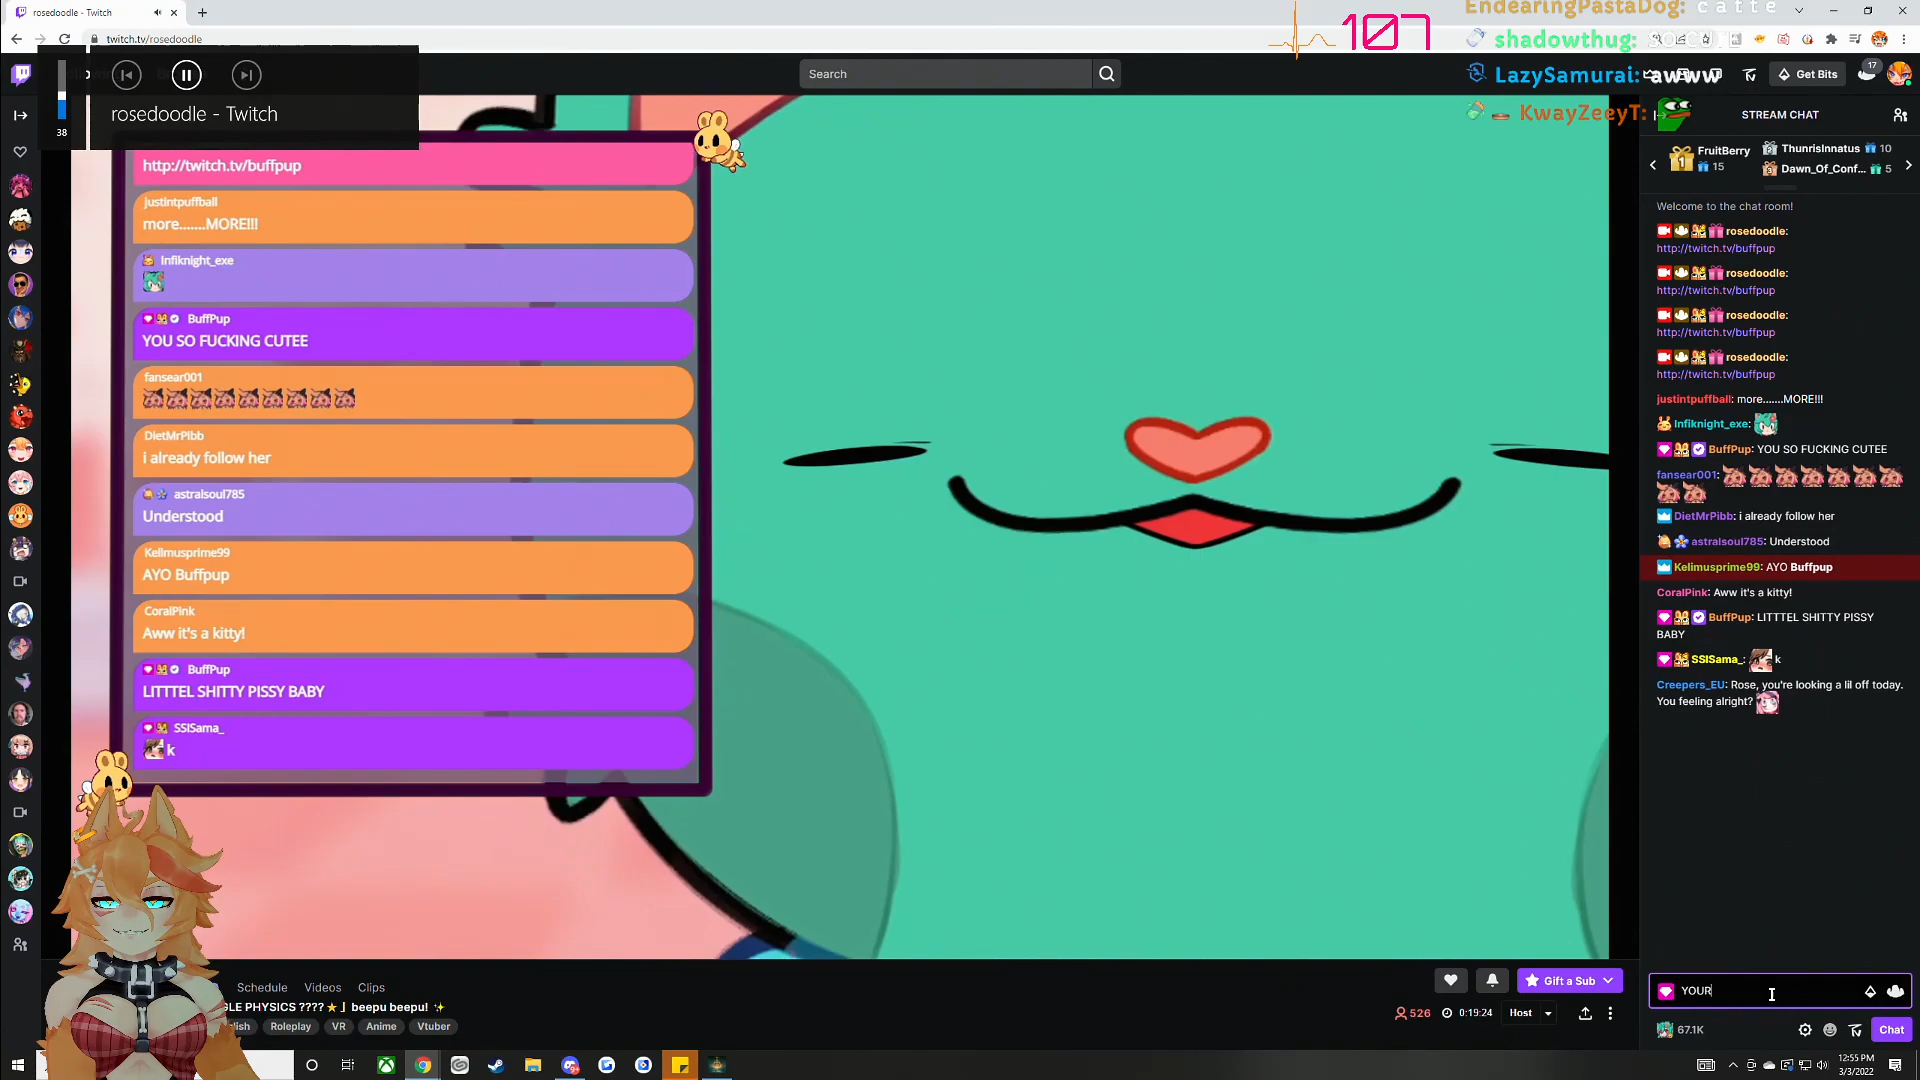 rosedoodle - Twitch
EndearingPastaDog: catte
twitch.tv/rosedoodle
107
shadowthug:
LazySamurai: awww
KwayZeeyT:
Search
Get Bits
17
38
rosedoodle - Twitch
http://twitch.tv/buffpup
justintpuffball
more.......MORE!!!
Infiknight_exe
BuffPup
YOU SO FUCKING CUTEE
fansear001
DietMrPibb
i already follow her
astralsoul785
Understood
Kelimusprime99
AYO Buffpup
CoralPink
Aww it's a kitty!
BuffPup
LITTTEL SHITTY PISSY BABY
SSISama_
k
STREAM CHAT
FruitBerry
15
ThunrisInnatus 10
Dawn_Of_Conf... 5
Welcome to the chat room!
rosedoodle:
http://twitch.tv/buffpup
rosedoodle:
http://twitch.tv/buffpup
rosedoodle:
http://twitch.tv/buffpup
rosedoodle:
http://twitch.tv/buffpup
justintpuffball: more.......MORE!!!
Infiknight_exe:
BuffPup: YOU SO FUCKING CUTEE
fansear001:
DietMrPibb: i already follow her
astralsoul785: Understood
Kelimusprime99: AYO Buffpup
CoralPink: Aww it's a kitty!
BuffPup: LITTTEL SHITTY PISSY
BABY
SSISama_: k
Creepers_EU: Rose, you're looking a lil off today.
You feeling alright?
YOUR
67.1K
Chat
Schedule Videos Clips
GLE PHYSICS ????★⌋ beepu beepu! ✨
Roleplay VR Anime Vtuber
Gift a Sub
526 0:19:24 Host
12:55 PM
3/3/2022